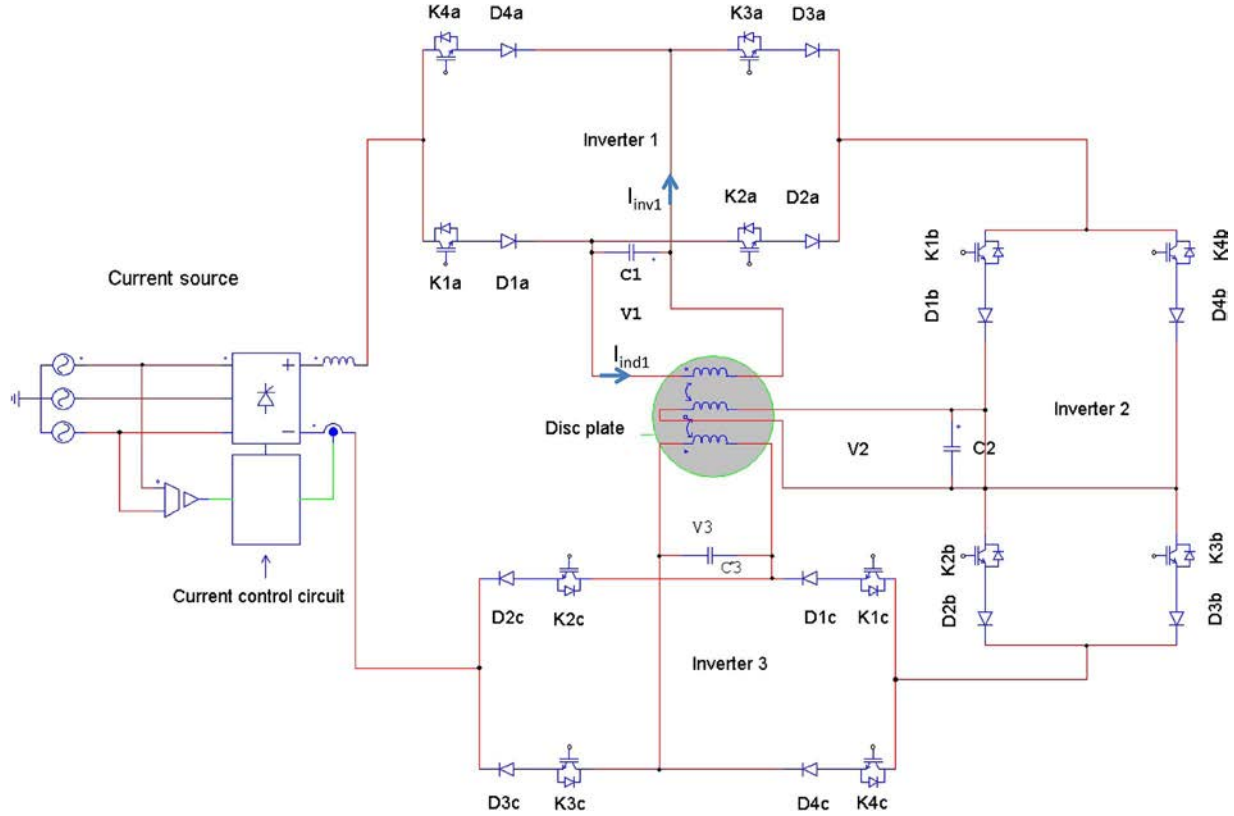 K4a D4a K3a D3a
Inverter 1
Iinv1
K2a D2a
K1a D1a
C1
V1
Current source
Iind1
Disc plate
K1b K4b
D1b D4b
Inverter 2
V2 C2
K2b K3b
D2b D3b
+
−
V3
C3
Current control circuit
D2c K2c D1c K1c
Inverter 3
D3c K3c D4c K4c